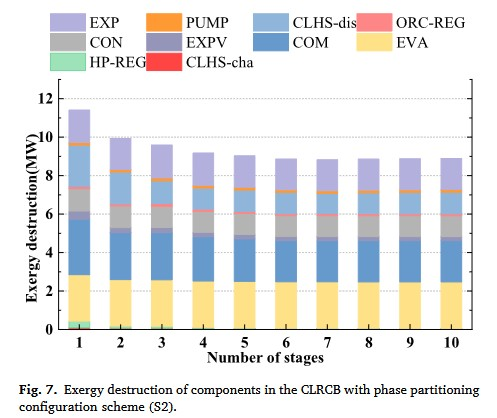 EXP PUMP CLHS-dis ORC-REG
CON EXPV COM EVA
HP-REG CLHS-cha
12
10
8
6
4
2
0
Exergy destruction(MW)
1 2 3 4 5 6 7 8 9 10
Number of stages
Fig. 7. Exergy destruction of components in the CLRCB with phase partitioning
configuration scheme (S2).